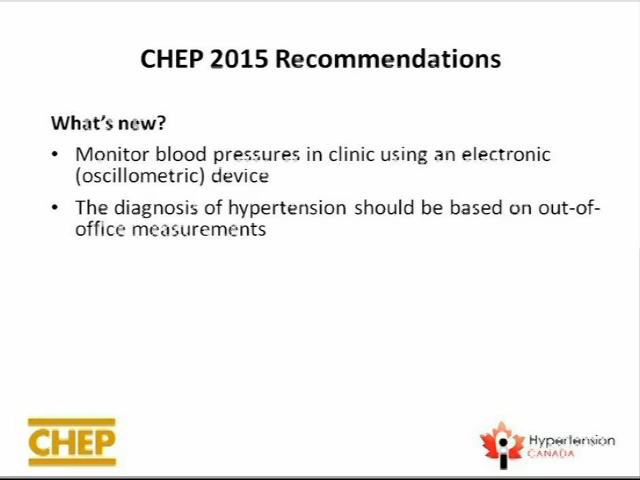 CHEP 2015 Recommendations
What's new?
• Monitor blood pressures in clinic using an electronic
(oscillometric) device
• The diagnosis of hypertension should be based on out-of-
office measurements
CHEP
Hypertension
CANADA